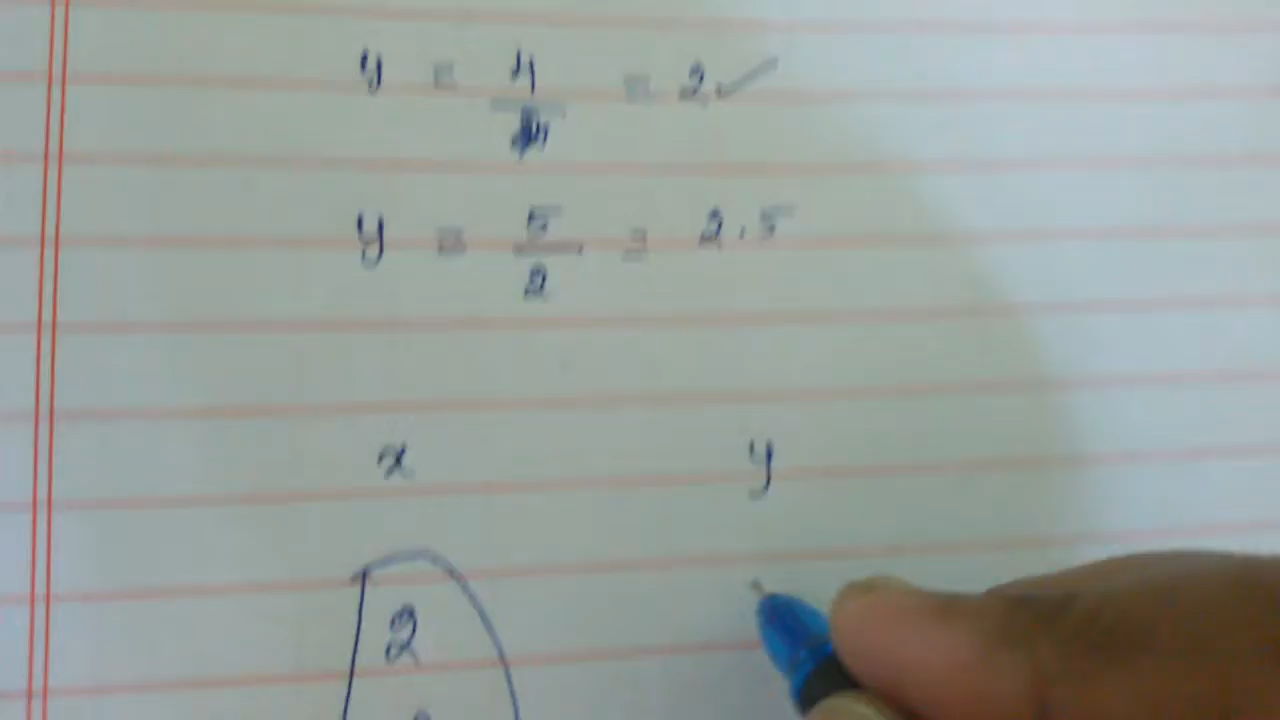 y = 4/2 = 2 ✓
y = 5/2 = 2.5
x y
2